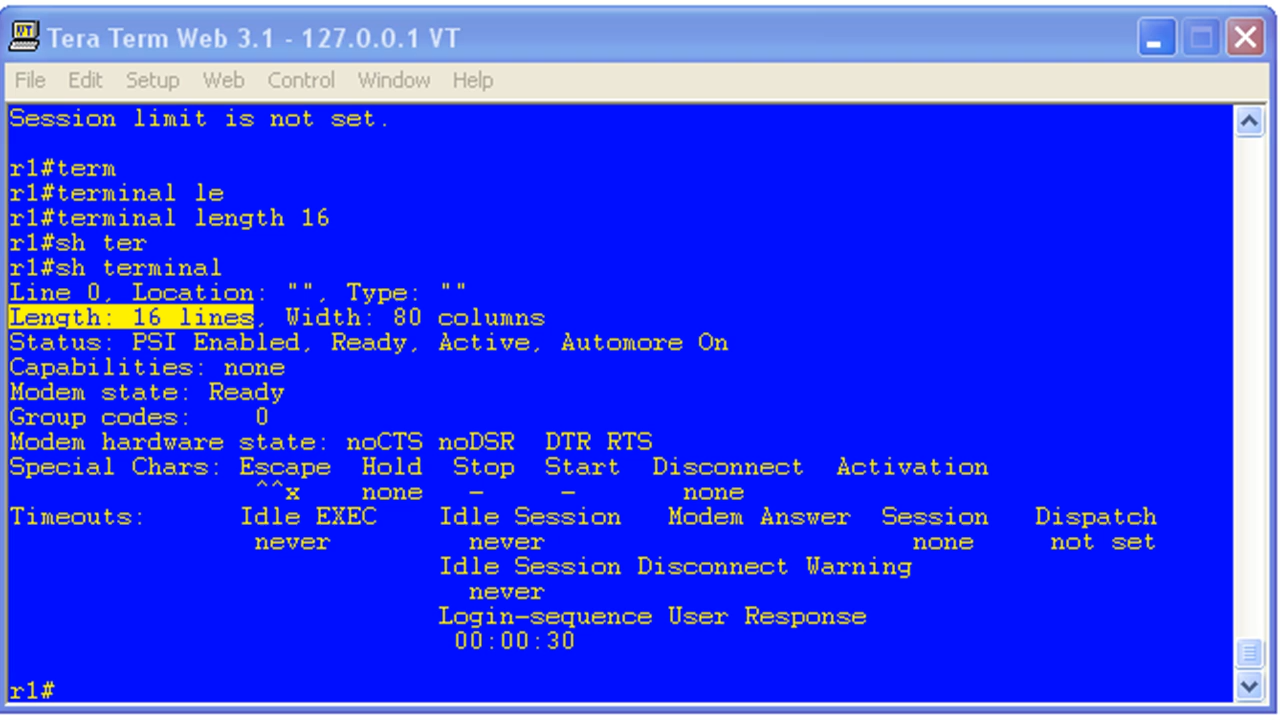 Tera Term Web 3.1 - 127.0.0.1 VT
File Edit Setup Web Control Window Help
Session limit is not set.
r1#term
r1#terminal le
r1#terminal length 16
r1#sh ter
r1#sh terminal
Line 0, Location: "", Type: ""
Length: 16 lines, Width: 80 columns
Status: PSI Enabled, Ready, Active, Automore On
Capabilities: none
Modem state: Ready
Group codes:    0
Modem hardware state: noCTS noDSR  DTR RTS
Special Chars: Escape  Hold  Stop  Start  Disconnect  Activation
                ^^x    none   -     -       none
Timeouts:      Idle EXEC    Idle Session   Modem Answer  Session   Dispatch
                never         never                        none     not set
                            Idle Session Disconnect Warning
                              never
                            Login-sequence User Response
                             00:00:30
r1#